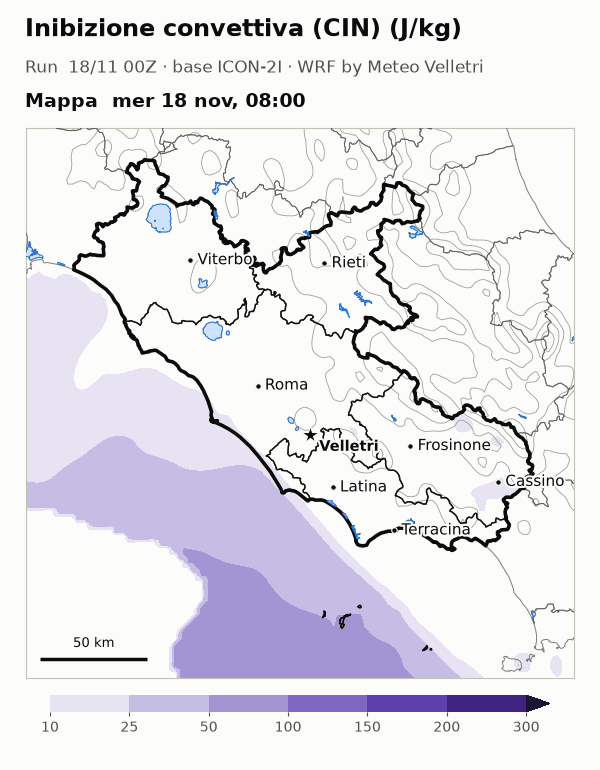 Inibizione convettiva (CIN) (J/kg)
Run 18/11 00Z · base ICON-2I · WRF by Meteo Velletri
Mappa mer 18 nov, 08:00
Viterbo
Rieti
Roma
Velletri
Frosinone
Latina
Cassino
Terracina
50 km
10 25 50 100 150 200 300